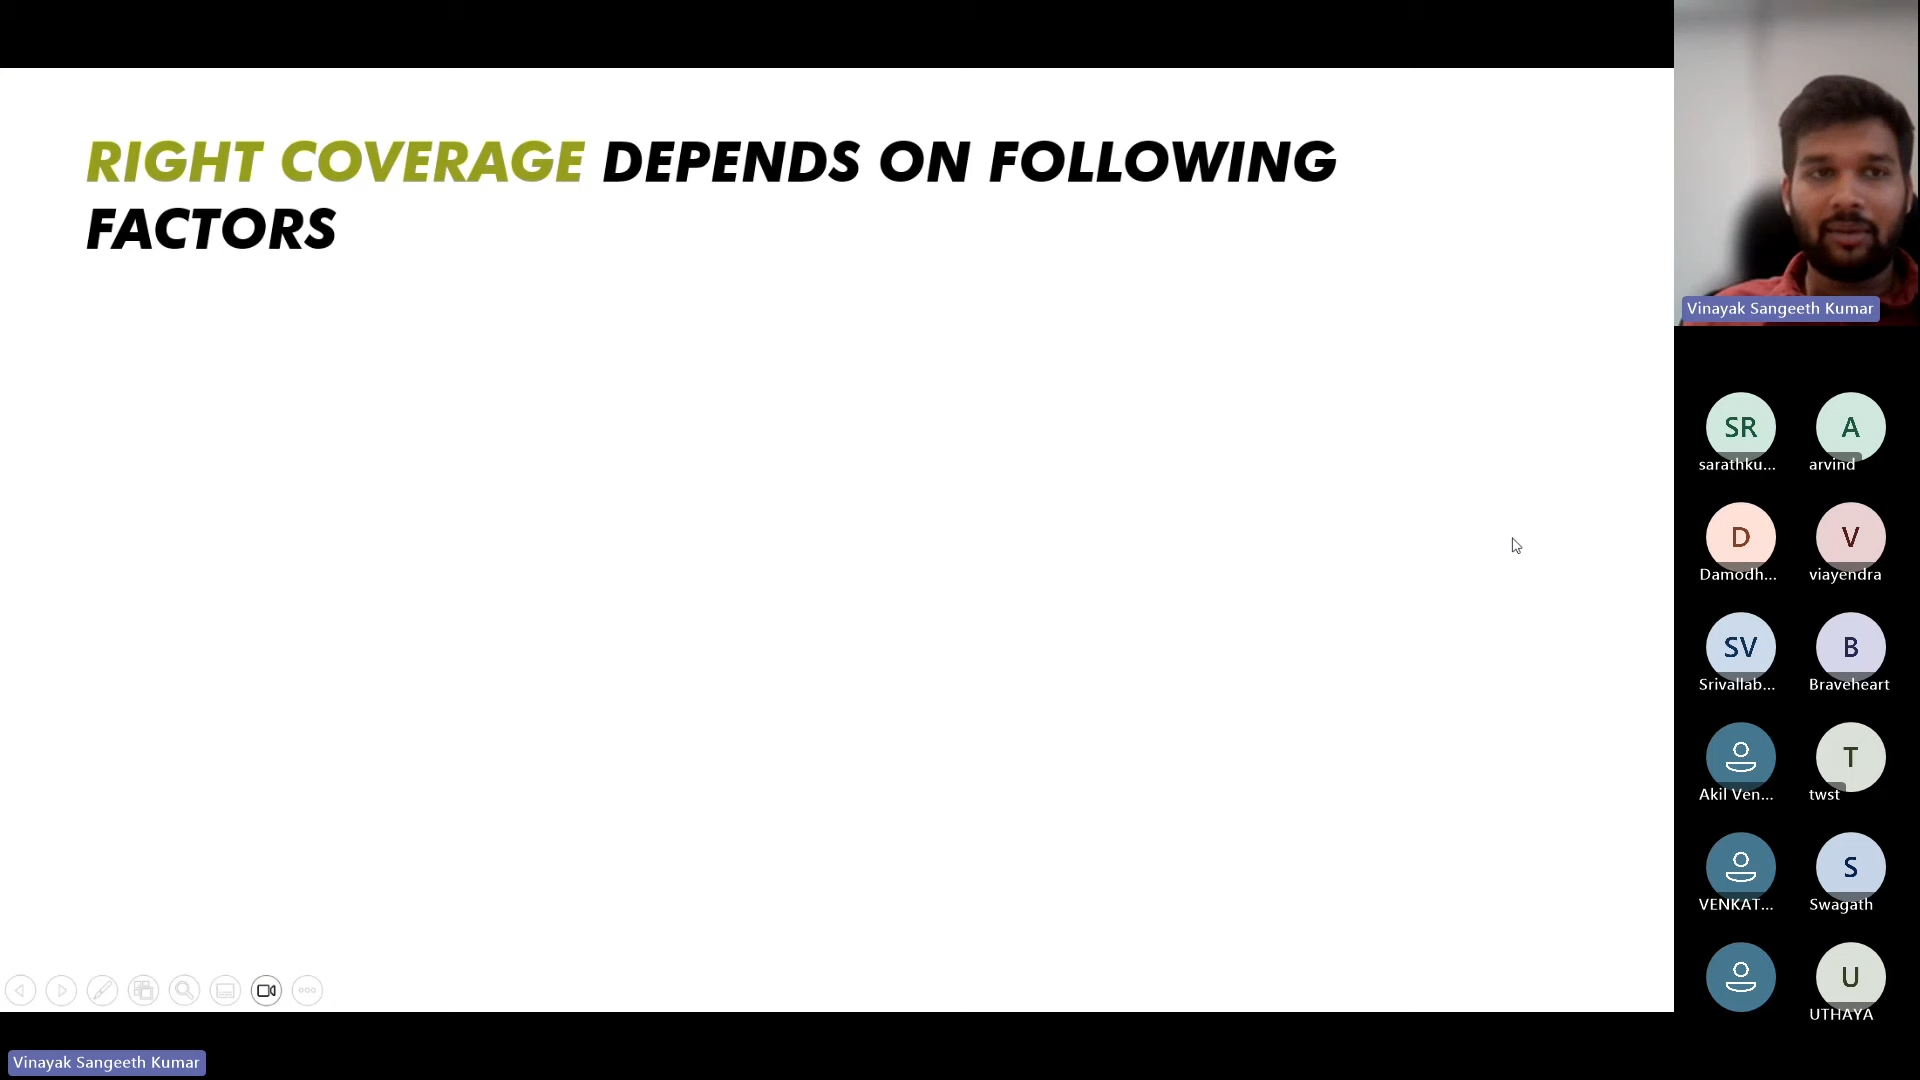 RIGHT COVERAGE DEPENDS ON FOLLOWING
FACTORS
Vinayak Sangeeth Kumar
SR
A
sarathku...
arvind
D
V
Damodh...
viayendra
SV
B
Srivallab...
Braveheart
T
Akil Ven...
twst
S
VENKAT...
Swagath
U
UTHAYA
Vinayak Sangeeth Kumar